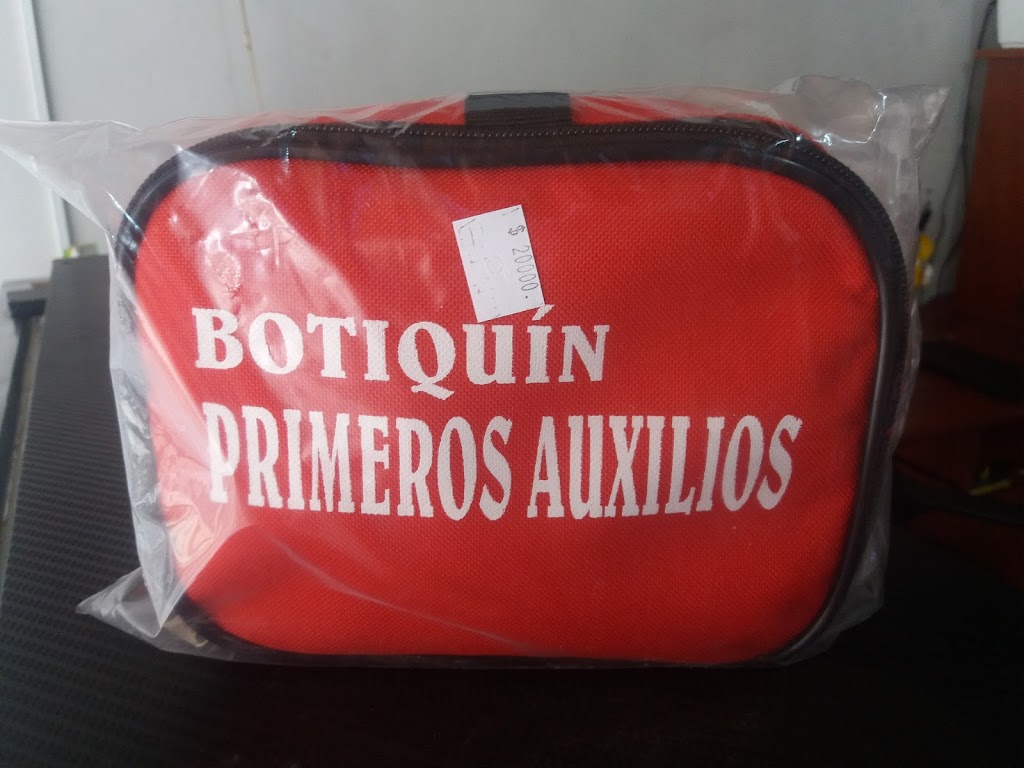 $ 20000.
BOTIQUÍN
PRIMEROS AUXILIOS